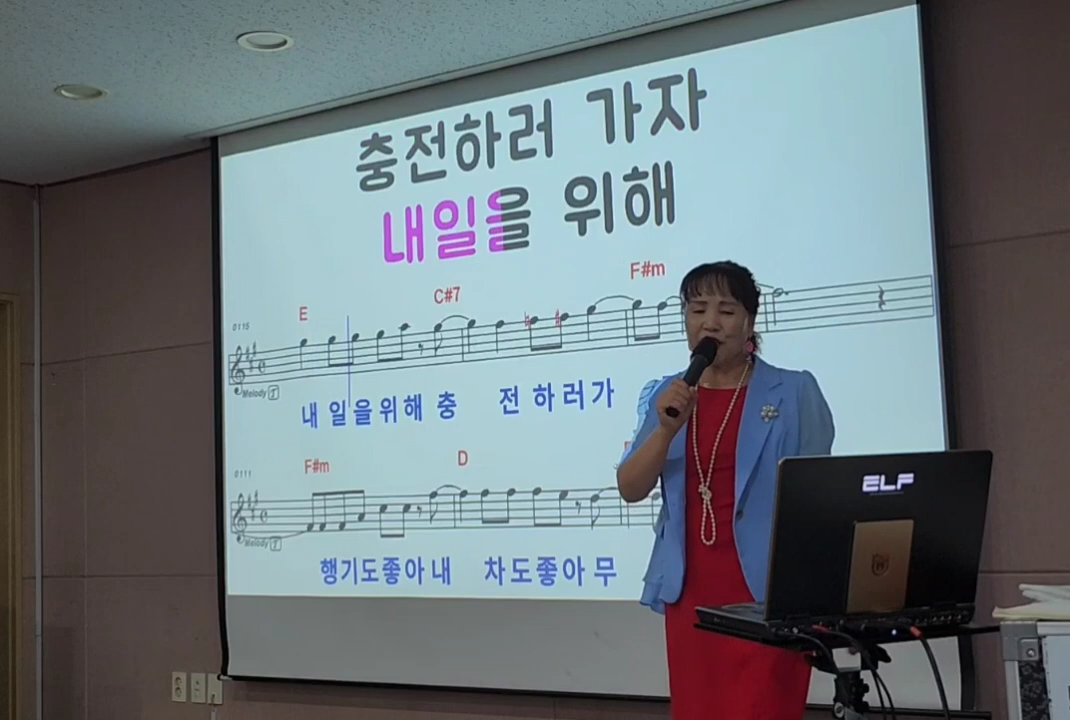 충전하러 가자
내일을 위해
E C#7 F#m
0115
Melody
내 일 을 위 해 충 전 하 러 가
F#m D
0111
Melody
행 기 도 좋 아 내 차 도 좋 아 무
ELF